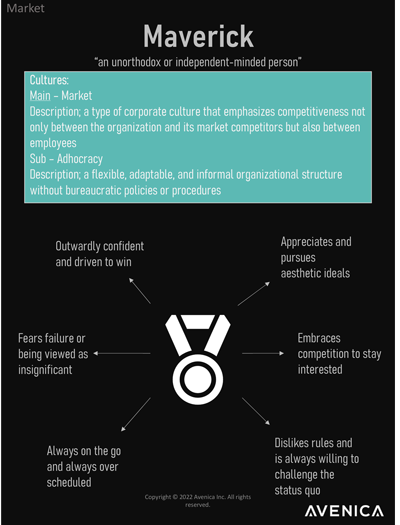 Market
Maverick
“an unorthodox or independent-minded person”
Cultures:
Main – Market
Description; a type of corporate culture that emphasizes competitiveness not
only between the organization and its market competitors but also between
employees
Sub – Adhocracy
Description; a flexible, adaptable, and informal organizational structure
without bureaucratic policies or procedures
Outwardly confident
and driven to win
Appreciates and
pursues
aesthetic ideals
Fears failure or
being viewed as
insignificant
Embraces
competition to stay
interested
Always on the go
and always over
scheduled
Dislikes rules and
is always willing to
challenge the
status quo
Copyright © 2022 Avenica Inc. All rights
reserved.
AVENICA